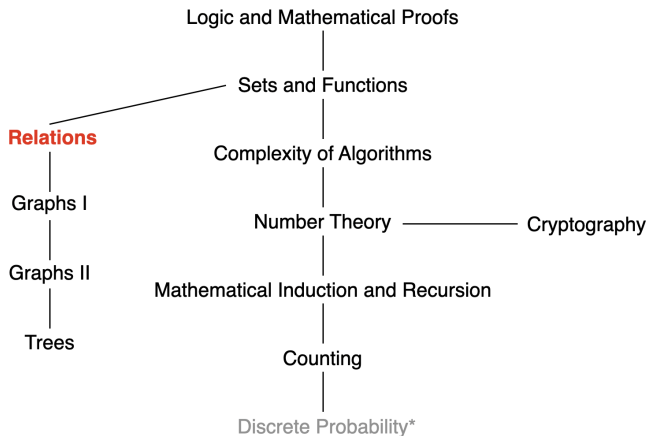 Logic and Mathematical Proofs
Sets and Functions
Relations
Complexity of Algorithms
Graphs I
Number Theory
Cryptography
Graphs II
Mathematical Induction and Recursion
Trees
Counting
Discrete Probability*